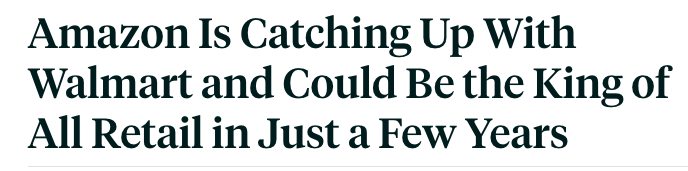 Amazon Is Catching Up With
Walmart and Could Be the King of
All Retail in Just a Few Years